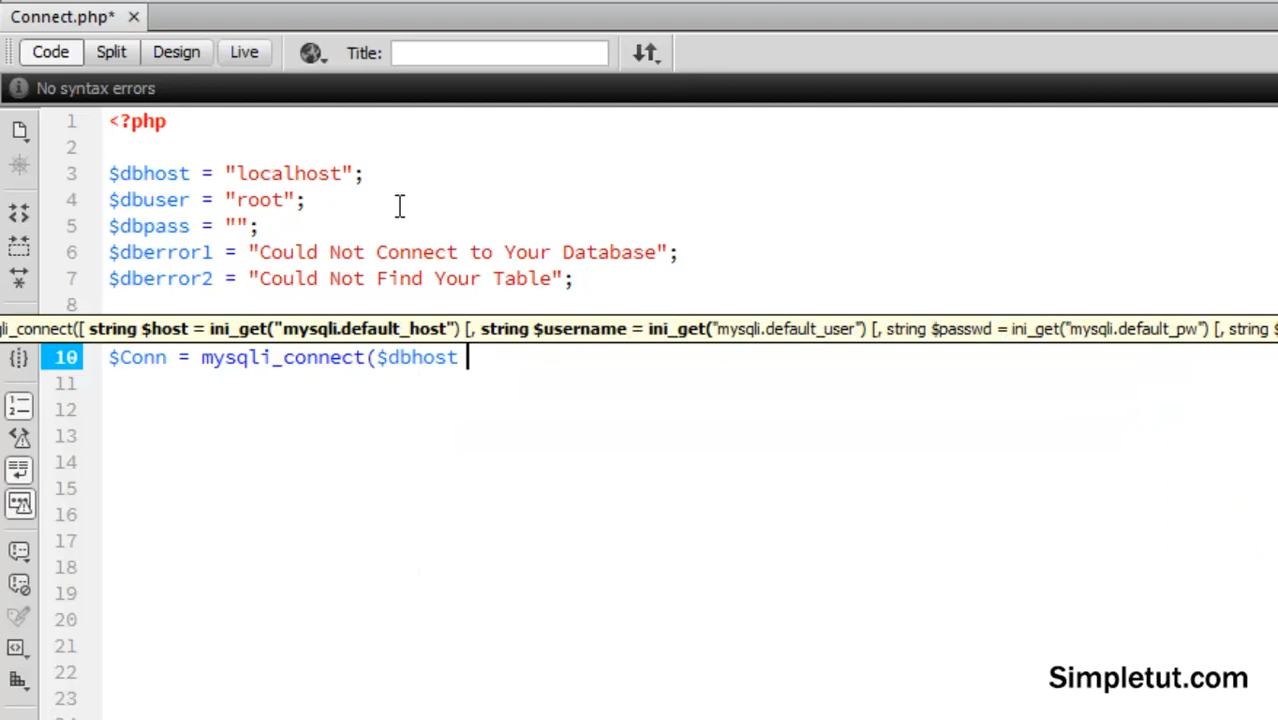 Connect.php*
Code Split Design Live Title:
No syntax errors
1 <?php
2
3 $dbhost = "localhost";
4 $dbuser = "root";
5 $dbpass = "";
6 $dberror1 = "Could Not Connect to Your Database";
7 $dberror2 = "Could Not Find Your Table";
8
li_connect([ string $host = ini_get("mysqli.default_host") [, string $username = ini_get("mysqli.default_user") [, string $passwd = ini_get("mysqli.default_pw") [, string $
10 $Conn = mysqli_connect($dbhost
11
12
13
14
15
16
17
18
19
20
21
22
23
Simpletut.com